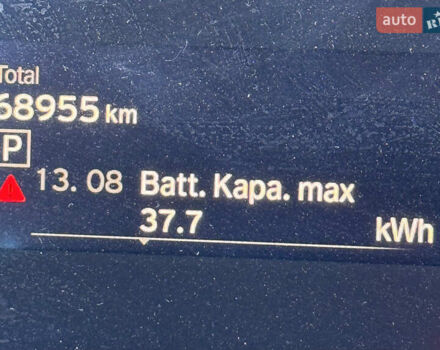 auto
Total
68955 km
P
13. 08 Batt. Kapa. max
37.7 kWh